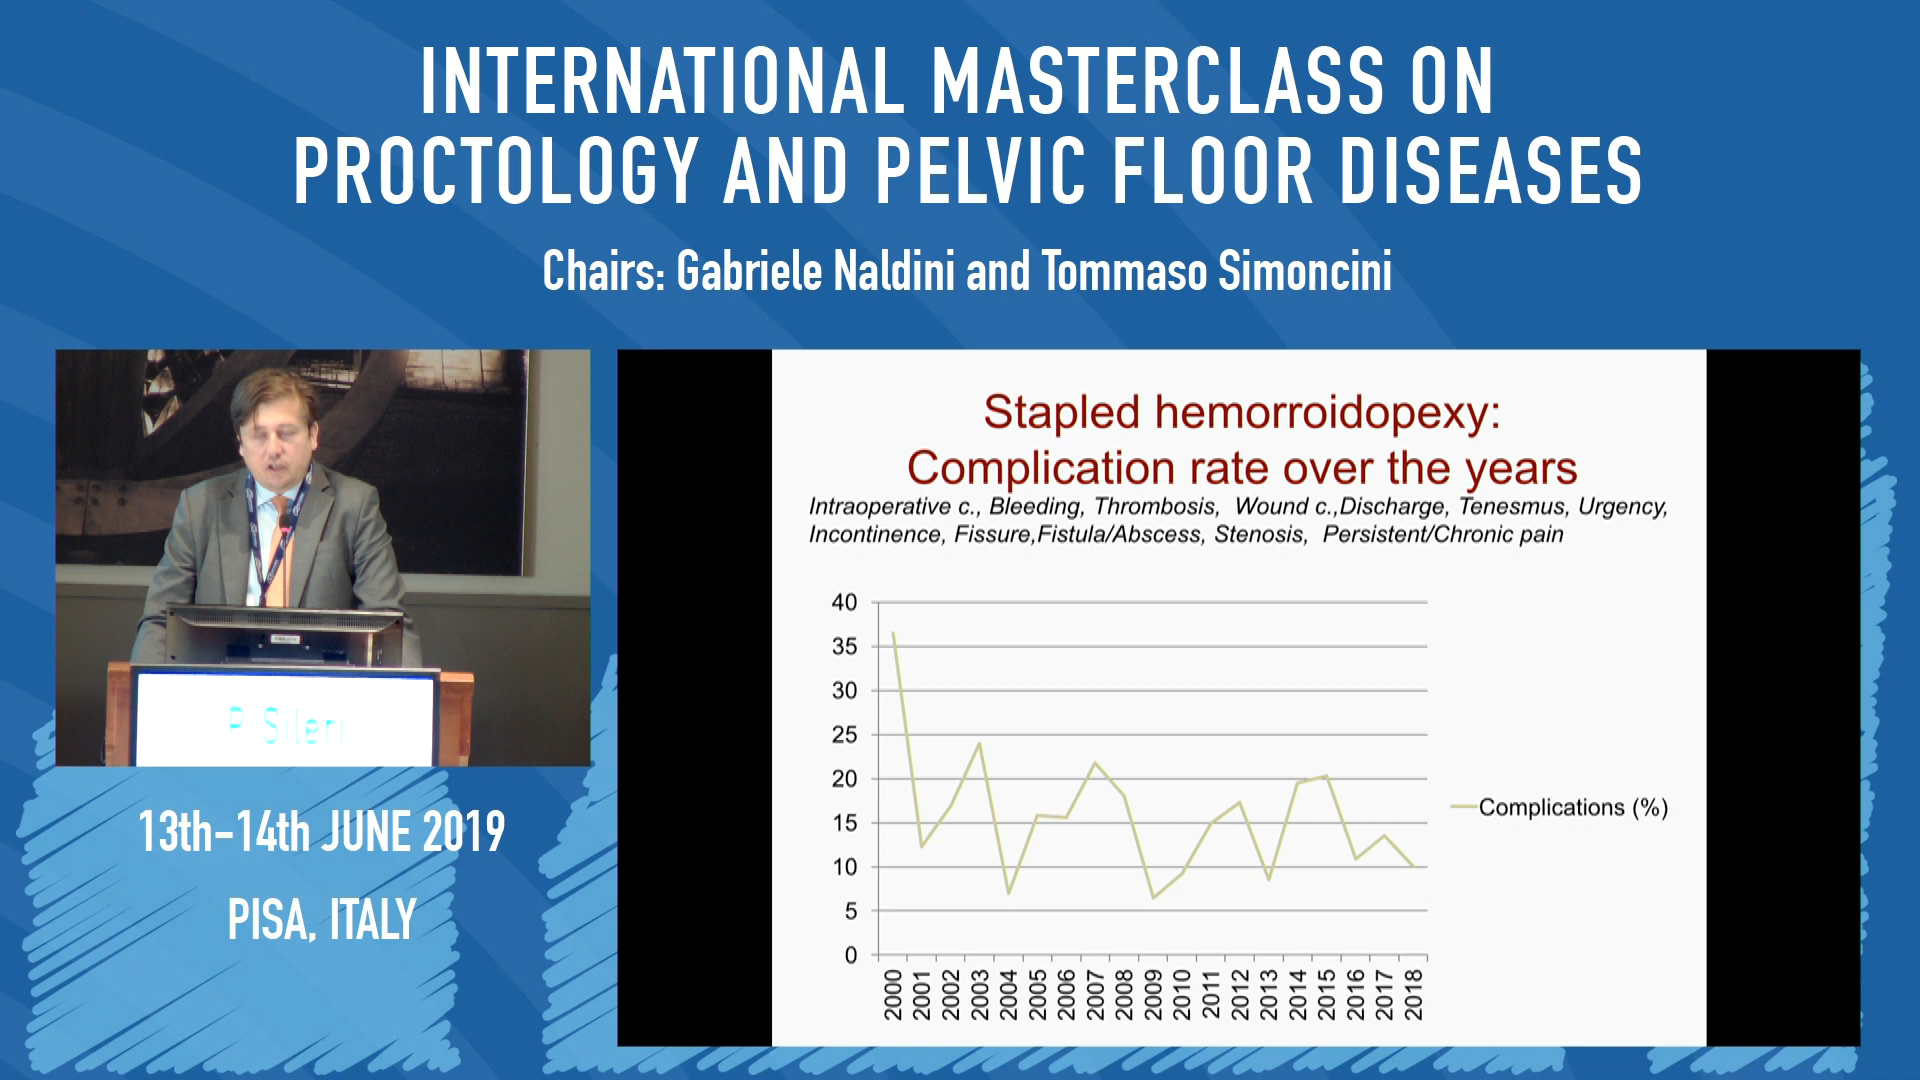 INTERNATIONAL MASTERCLASS ON
PROCTOLOGY AND PELVIC FLOOR DISEASES
Chairs: Gabriele Naldini and Tommaso Simoncini
P Sileri
13th-14th JUNE 2019
PISA, ITALY
Stapled hemorroidopexy:
Complication rate over the years
Intraoperative c., Bleeding, Thrombosis, Wound c.,Discharge, Tenesmus, Urgency,
Incontinence, Fissure,Fistula/Abscess, Stenosis, Persistent/Chronic pain
40
35
30
25
20
15
10
5
0
2000
2001
2002
2003
2004
2005
2006
2007
2008
2009
2010
2011
2012
2013
2014
2015
2016
2017
2018
Complications (%)